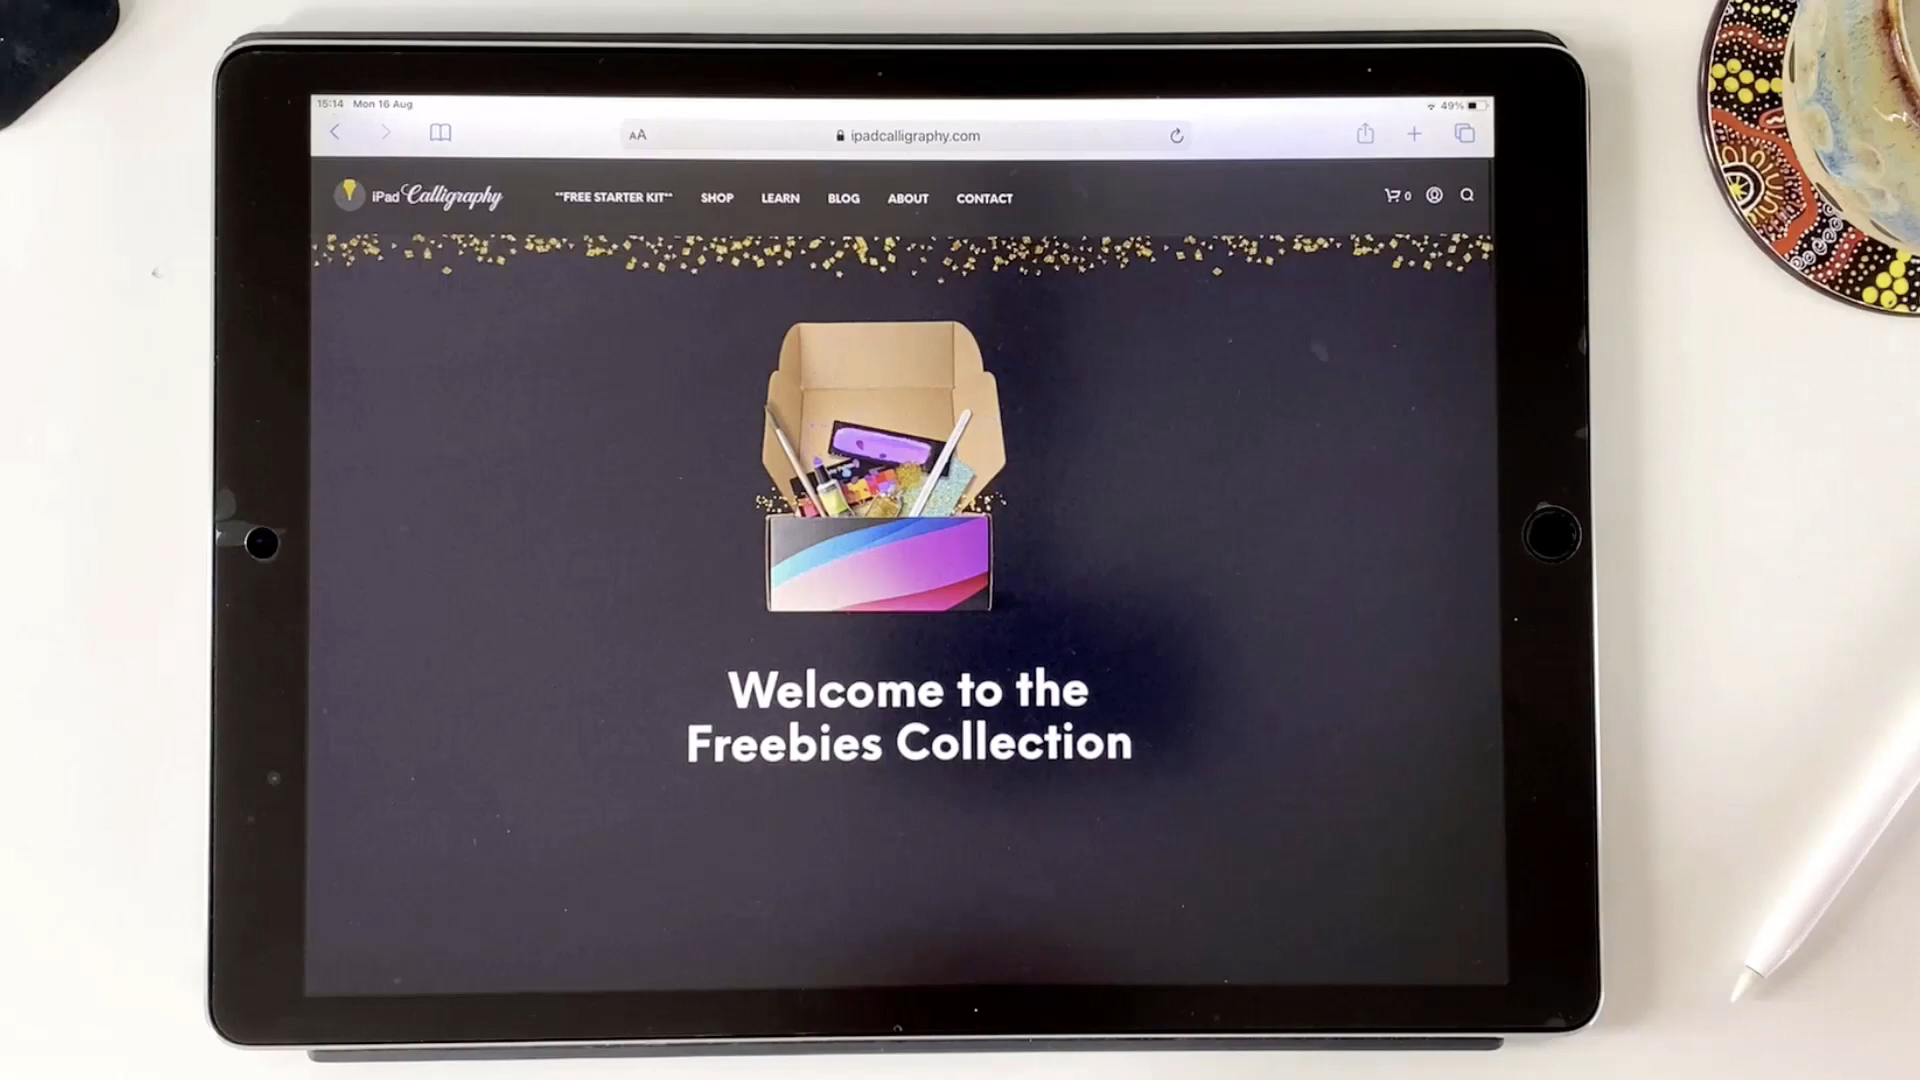 15:14 Mon 16 Aug
49%
AA
ipadcalligraphy.com
iPad Calligraphy
**FREE STARTER KIT**
SHOP
LEARN
BLOG
ABOUT
CONTACT
0
Welcome to the
Freebies Collection